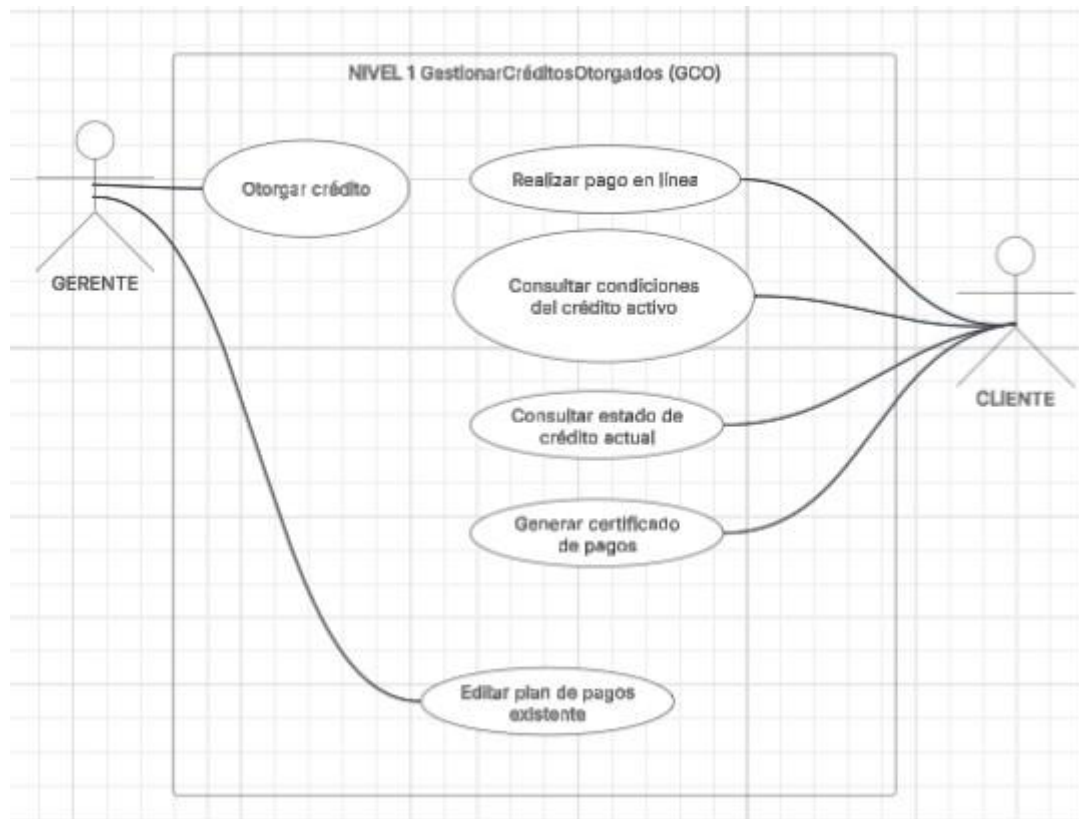 NIVEL 1 GestionarCréditosOtorgados (GCO)
Otorgar crédito
Realizar pago en línea
GERENTE
Consultar condiciones
del crédito activo
CLIENTE
Consultar estado de
crédito actual
Generar certificado
de pagos
Editar plan de pagos
existente